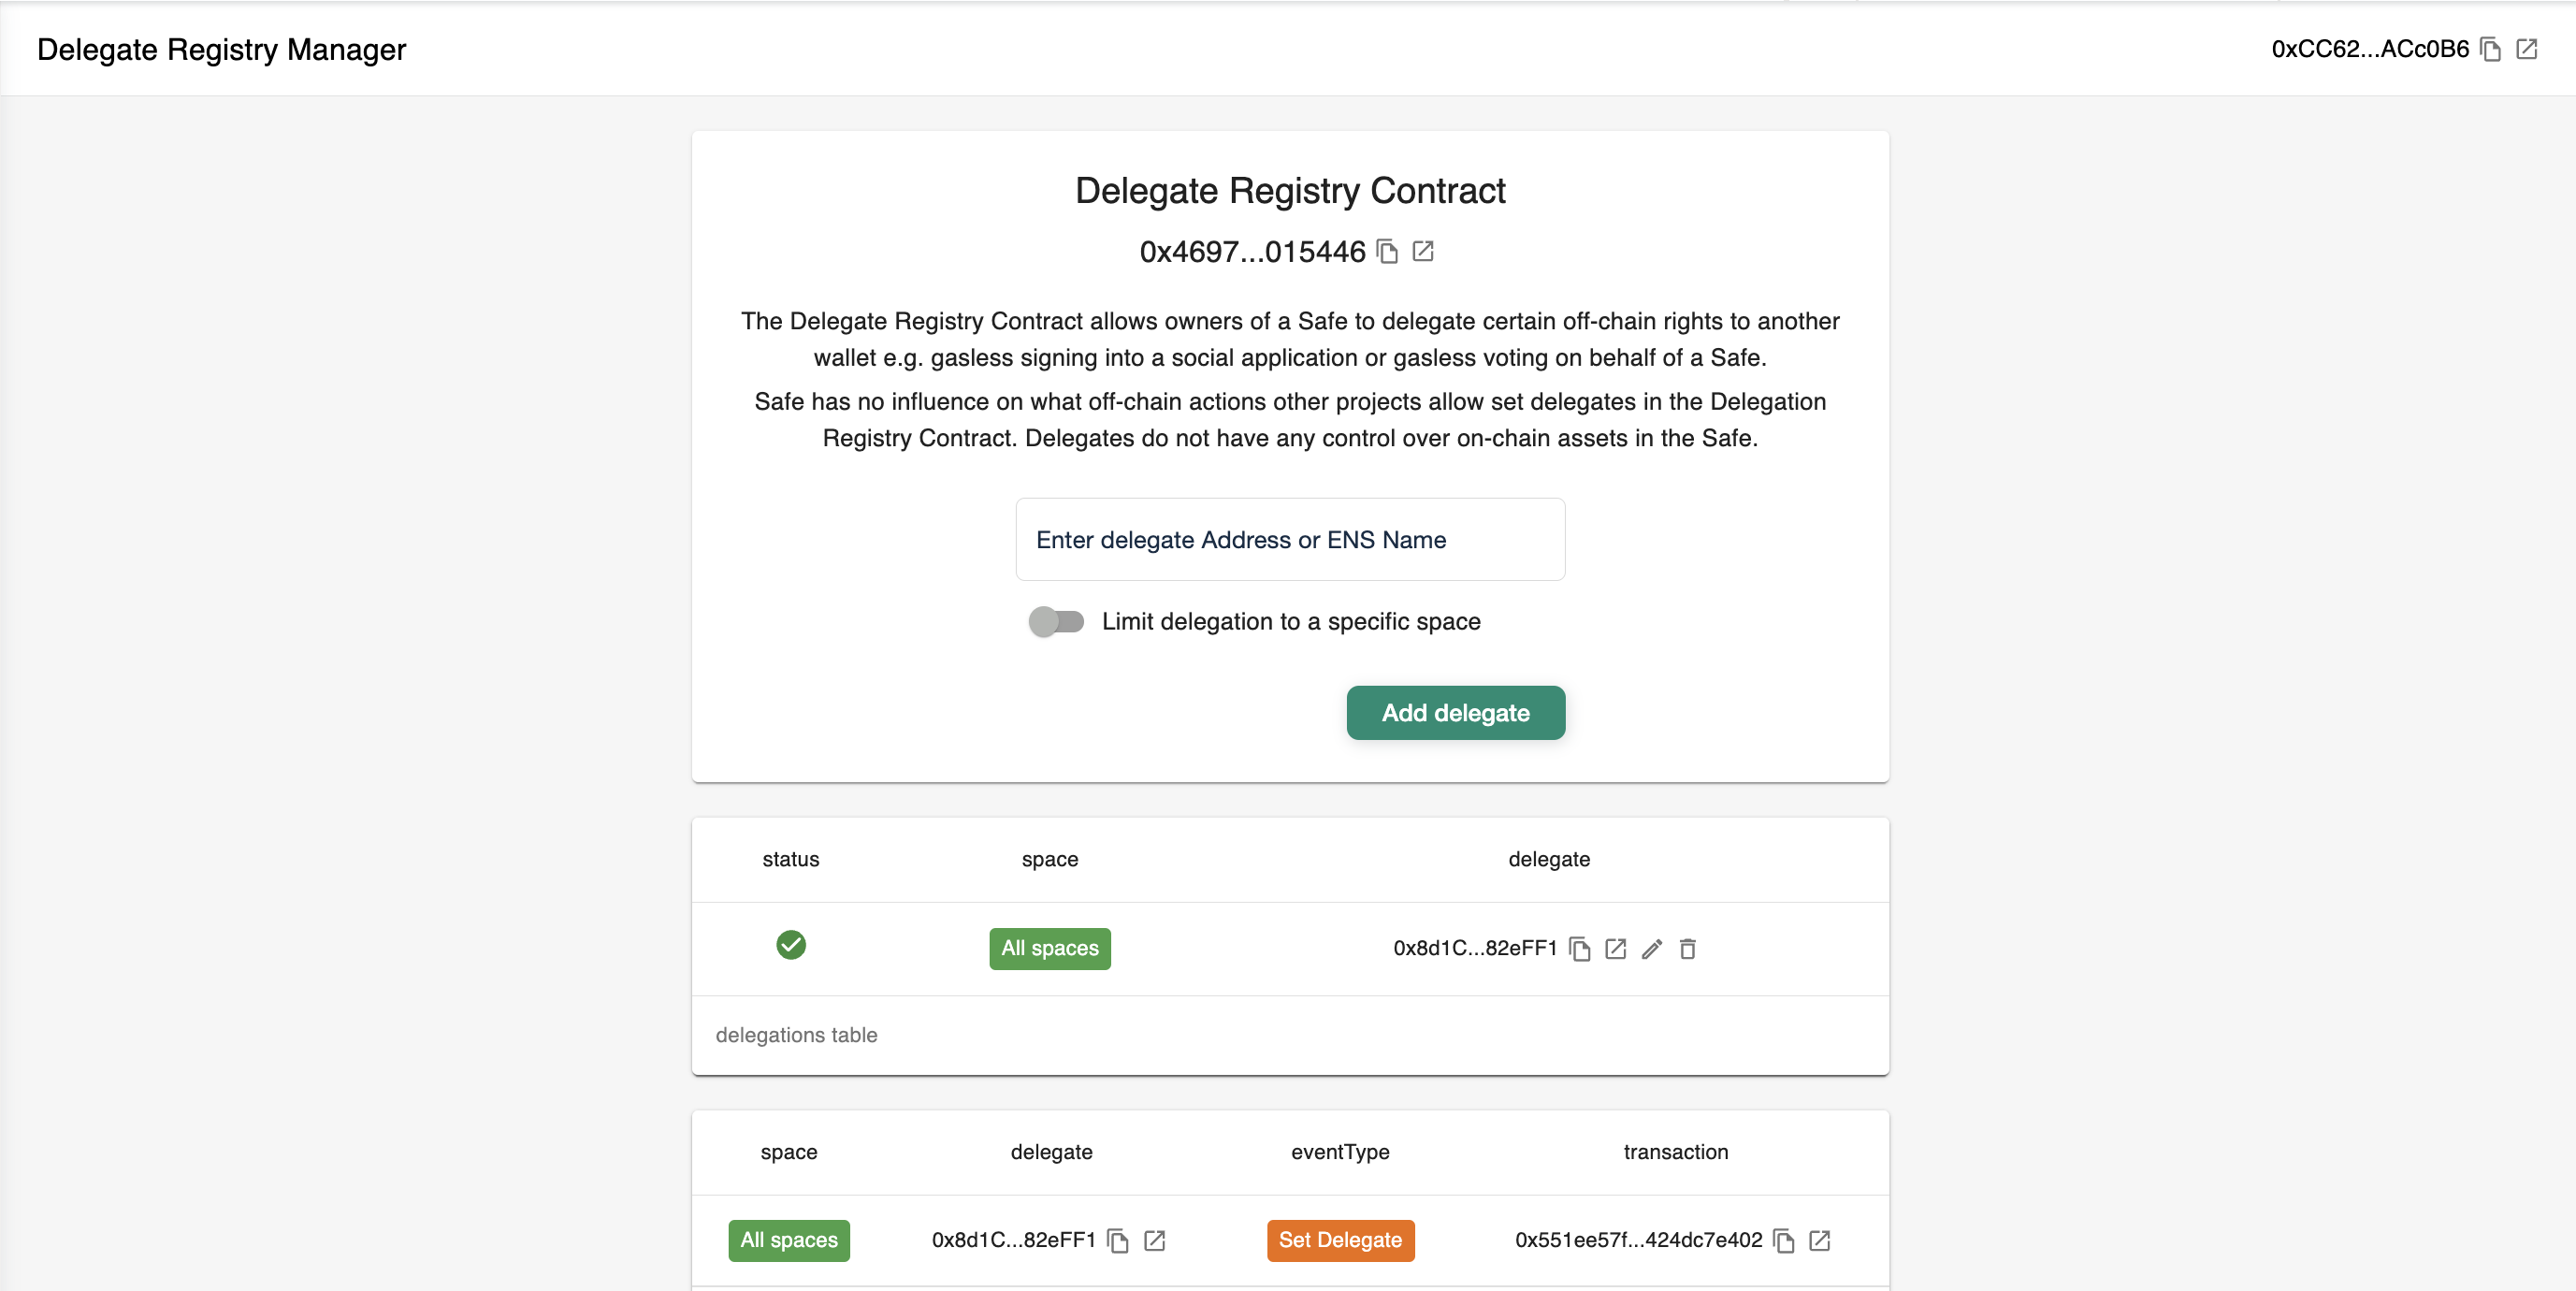 Delegate Registry Manager
0xCC62...ACc0B6
Delegate Registry Contract
0x4697...015446
The Delegate Registry Contract allows owners of a Safe to delegate certain off-chain rights to another
wallet e.g. gasless signing into a social application or gasless voting on behalf of a Safe.
Safe has no influence on what off-chain actions other projects allow set delegates in the Delegation
Registry Contract. Delegates do not have any control over on-chain assets in the Safe.
Enter delegate Address or ENS Name
Limit delegation to a specific space
Add delegate
status space delegate
All spaces 0x8d1C...82eFF1
delegations table
space delegate eventType transaction
All spaces 0x8d1C...82eFF1 Set Delegate 0x551ee57f...424dc7e402